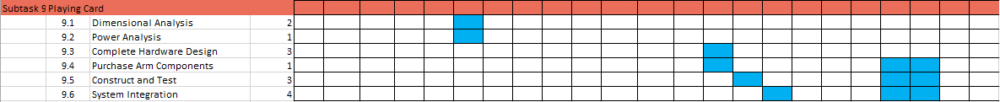 Subtask 9 Playing Card
9.1 Dimensional Analysis 2
9.2 Power Analysis 1
9.3 Complete Hardware Design 3
9.4 Purchase Arm Components 1
9.5 Construct and Test 3
9.6 System Integration 4